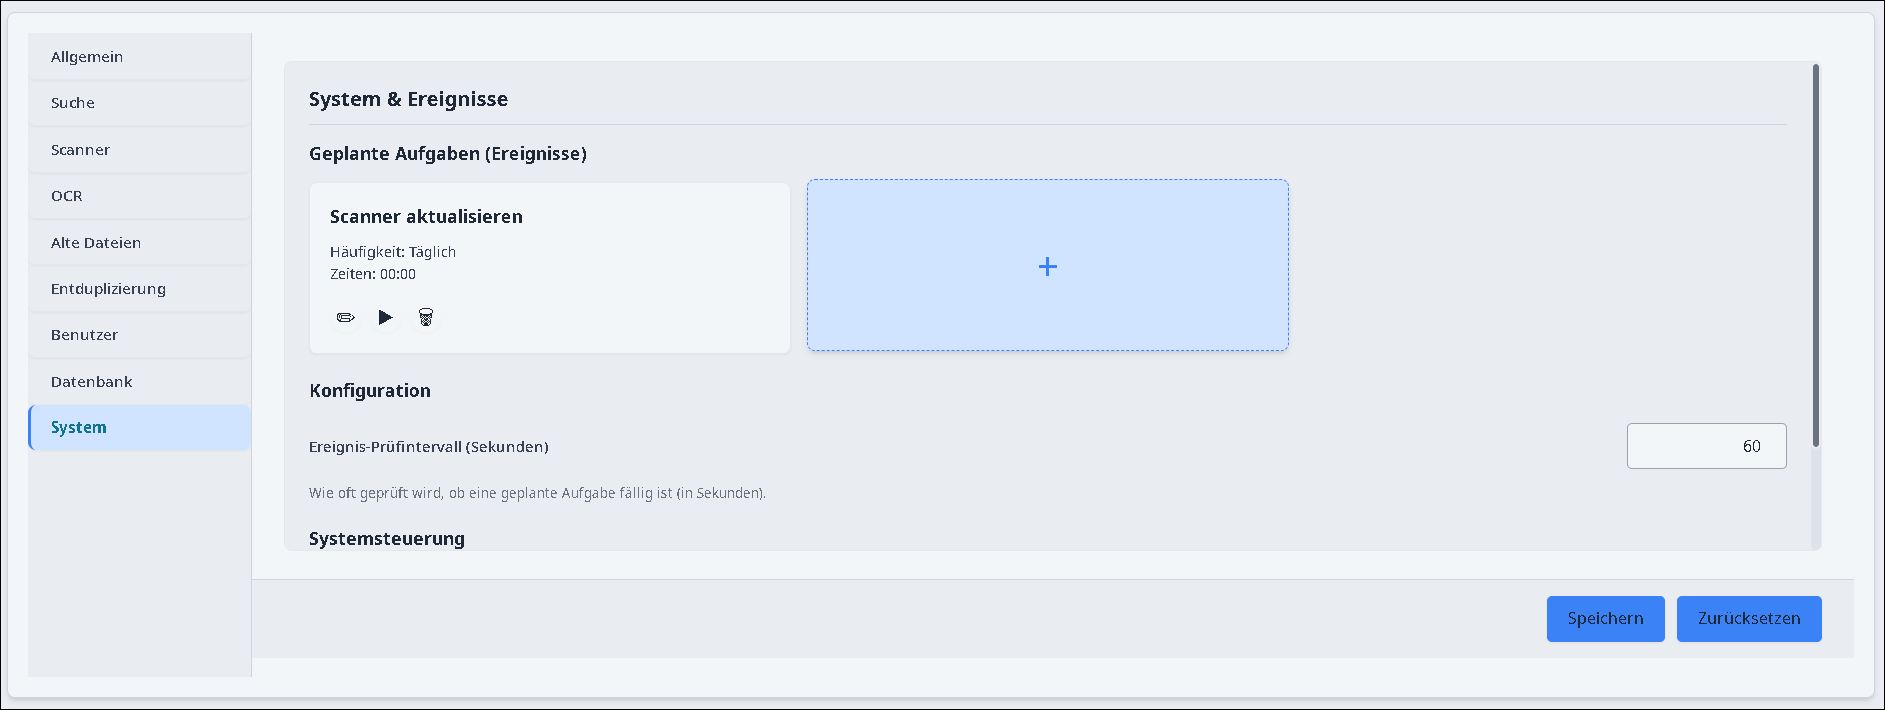 Allgemein
Suche
Scanner
OCR
Alte Dateien
Entduplizierung
Benutzer
Datenbank
System
System & Ereignisse
Geplante Aufgaben (Ereignisse)
Scanner aktualisieren
Häufigkeit: Täglich
Zeiten: 00:00
+
Konfiguration
Ereignis-Prüfintervall (Sekunden)
60
Wie oft geprüft wird, ob eine geplante Aufgabe fällig ist (in Sekunden).
Systemsteuerung
Speichern
Zurücksetzen